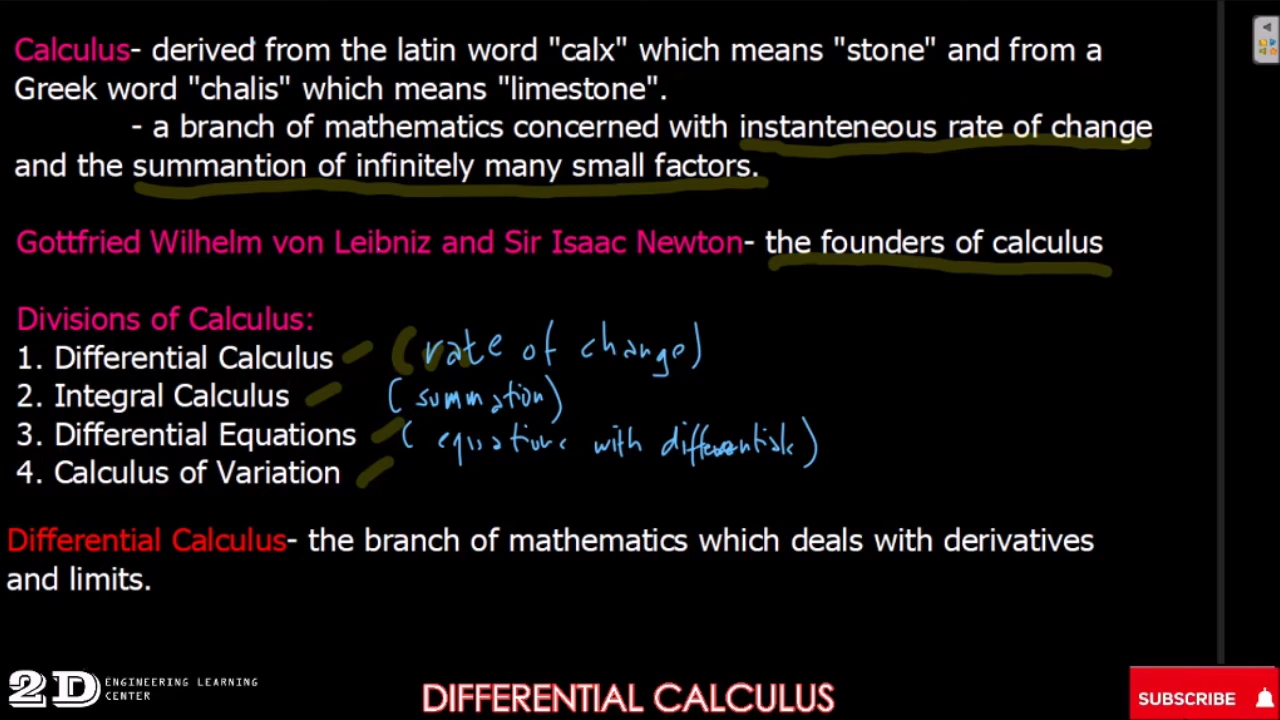 Calculus- derived from the latin word "calx" which means "stone" and from a
Greek word "chalis" which means "limestone".
- a branch of mathematics concerned with instanteneous rate of change
and the summantion of infinitely many small factors.
Gottfried Wilhelm von Leibniz and Sir Isaac Newton- the founders of calculus
Divisions of Calculus:
1. Differential Calculus (rate of change)
2. Integral Calculus (summation)
3. Differential Equations (equations with differentials)
4. Calculus of Variation
Differential Calculus- the branch of mathematics which deals with derivatives
and limits.
2D ENGINEERING LEARNING
CENTER
DIFFERENTIAL CALCULUS
SUBSCRIBE